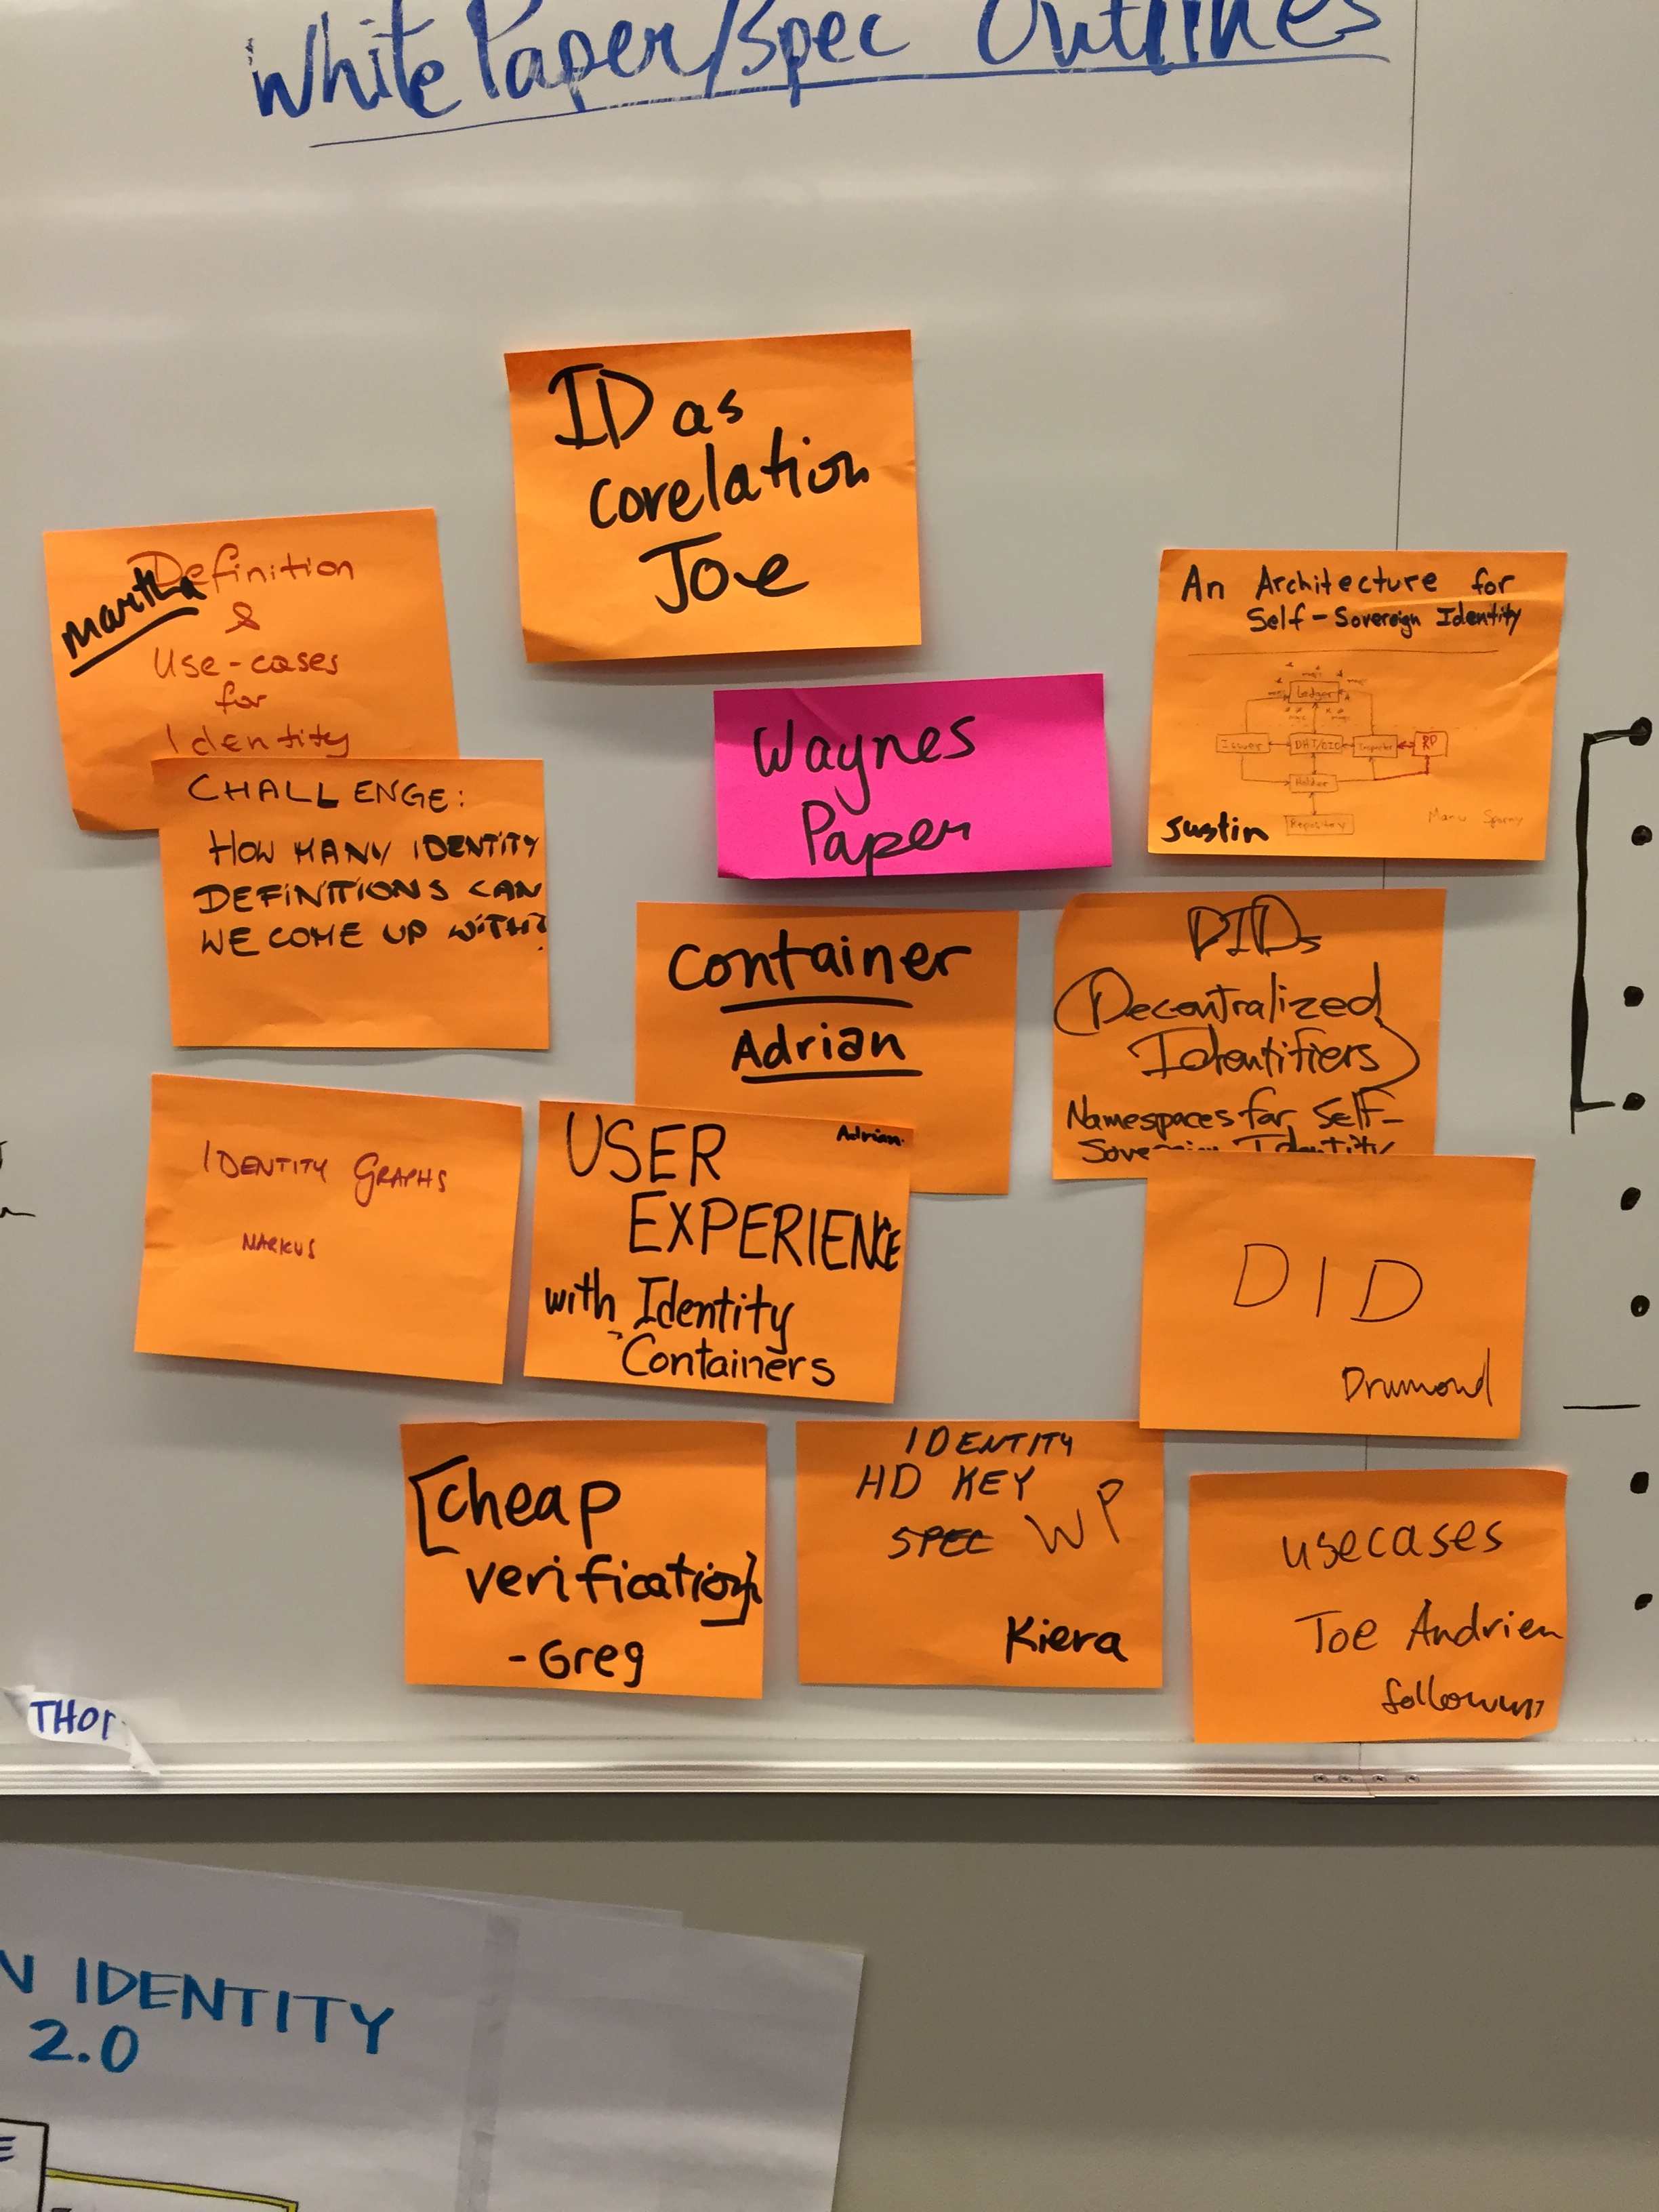 White Paper/Spec Outlines
ID as
corelation
Joe
Definition
Martha
&
Use-cases
for
Identity
CHALLENGE:
HOW MANY IDENTITY
DEFINITIONS CAN
WE COME UP WITH?
Waynes
Paper
An Architecture for
Self-Sovereign Identity
Ledger
Issuer
DHT/DID
Inspector
RP
Holder
Repository
Justin
Manu Sporny
Container
Adrian
DIDs
(Decentralized
Identifiers)
Namespaces for Self-
Sovereign Identity
IDENTITY GRAPHS
MARKUS
Adrian
USER
EXPERIENCE
with Identity
Containers
DID
Drumond
[Cheap
verification]
- Greg
IDENTITY
HD KEY
SPEC WP
Kiera
usecases
Joe Andrieu
THOR
N IDENTITY
2.0
E